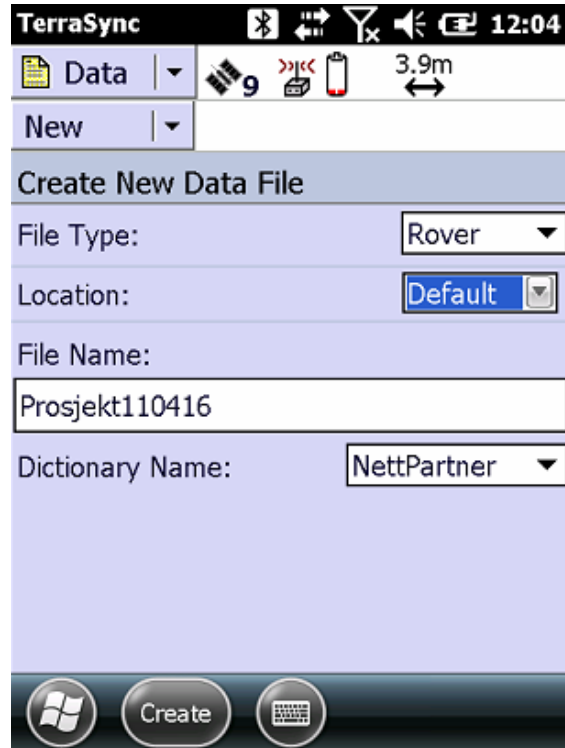 TerraSync 12:04
Data 9 3.9m
New
Create New Data File
File Type: Rover
Location: Default
File Name:
Prosjekt110416
Dictionary Name: NettPartner
Create